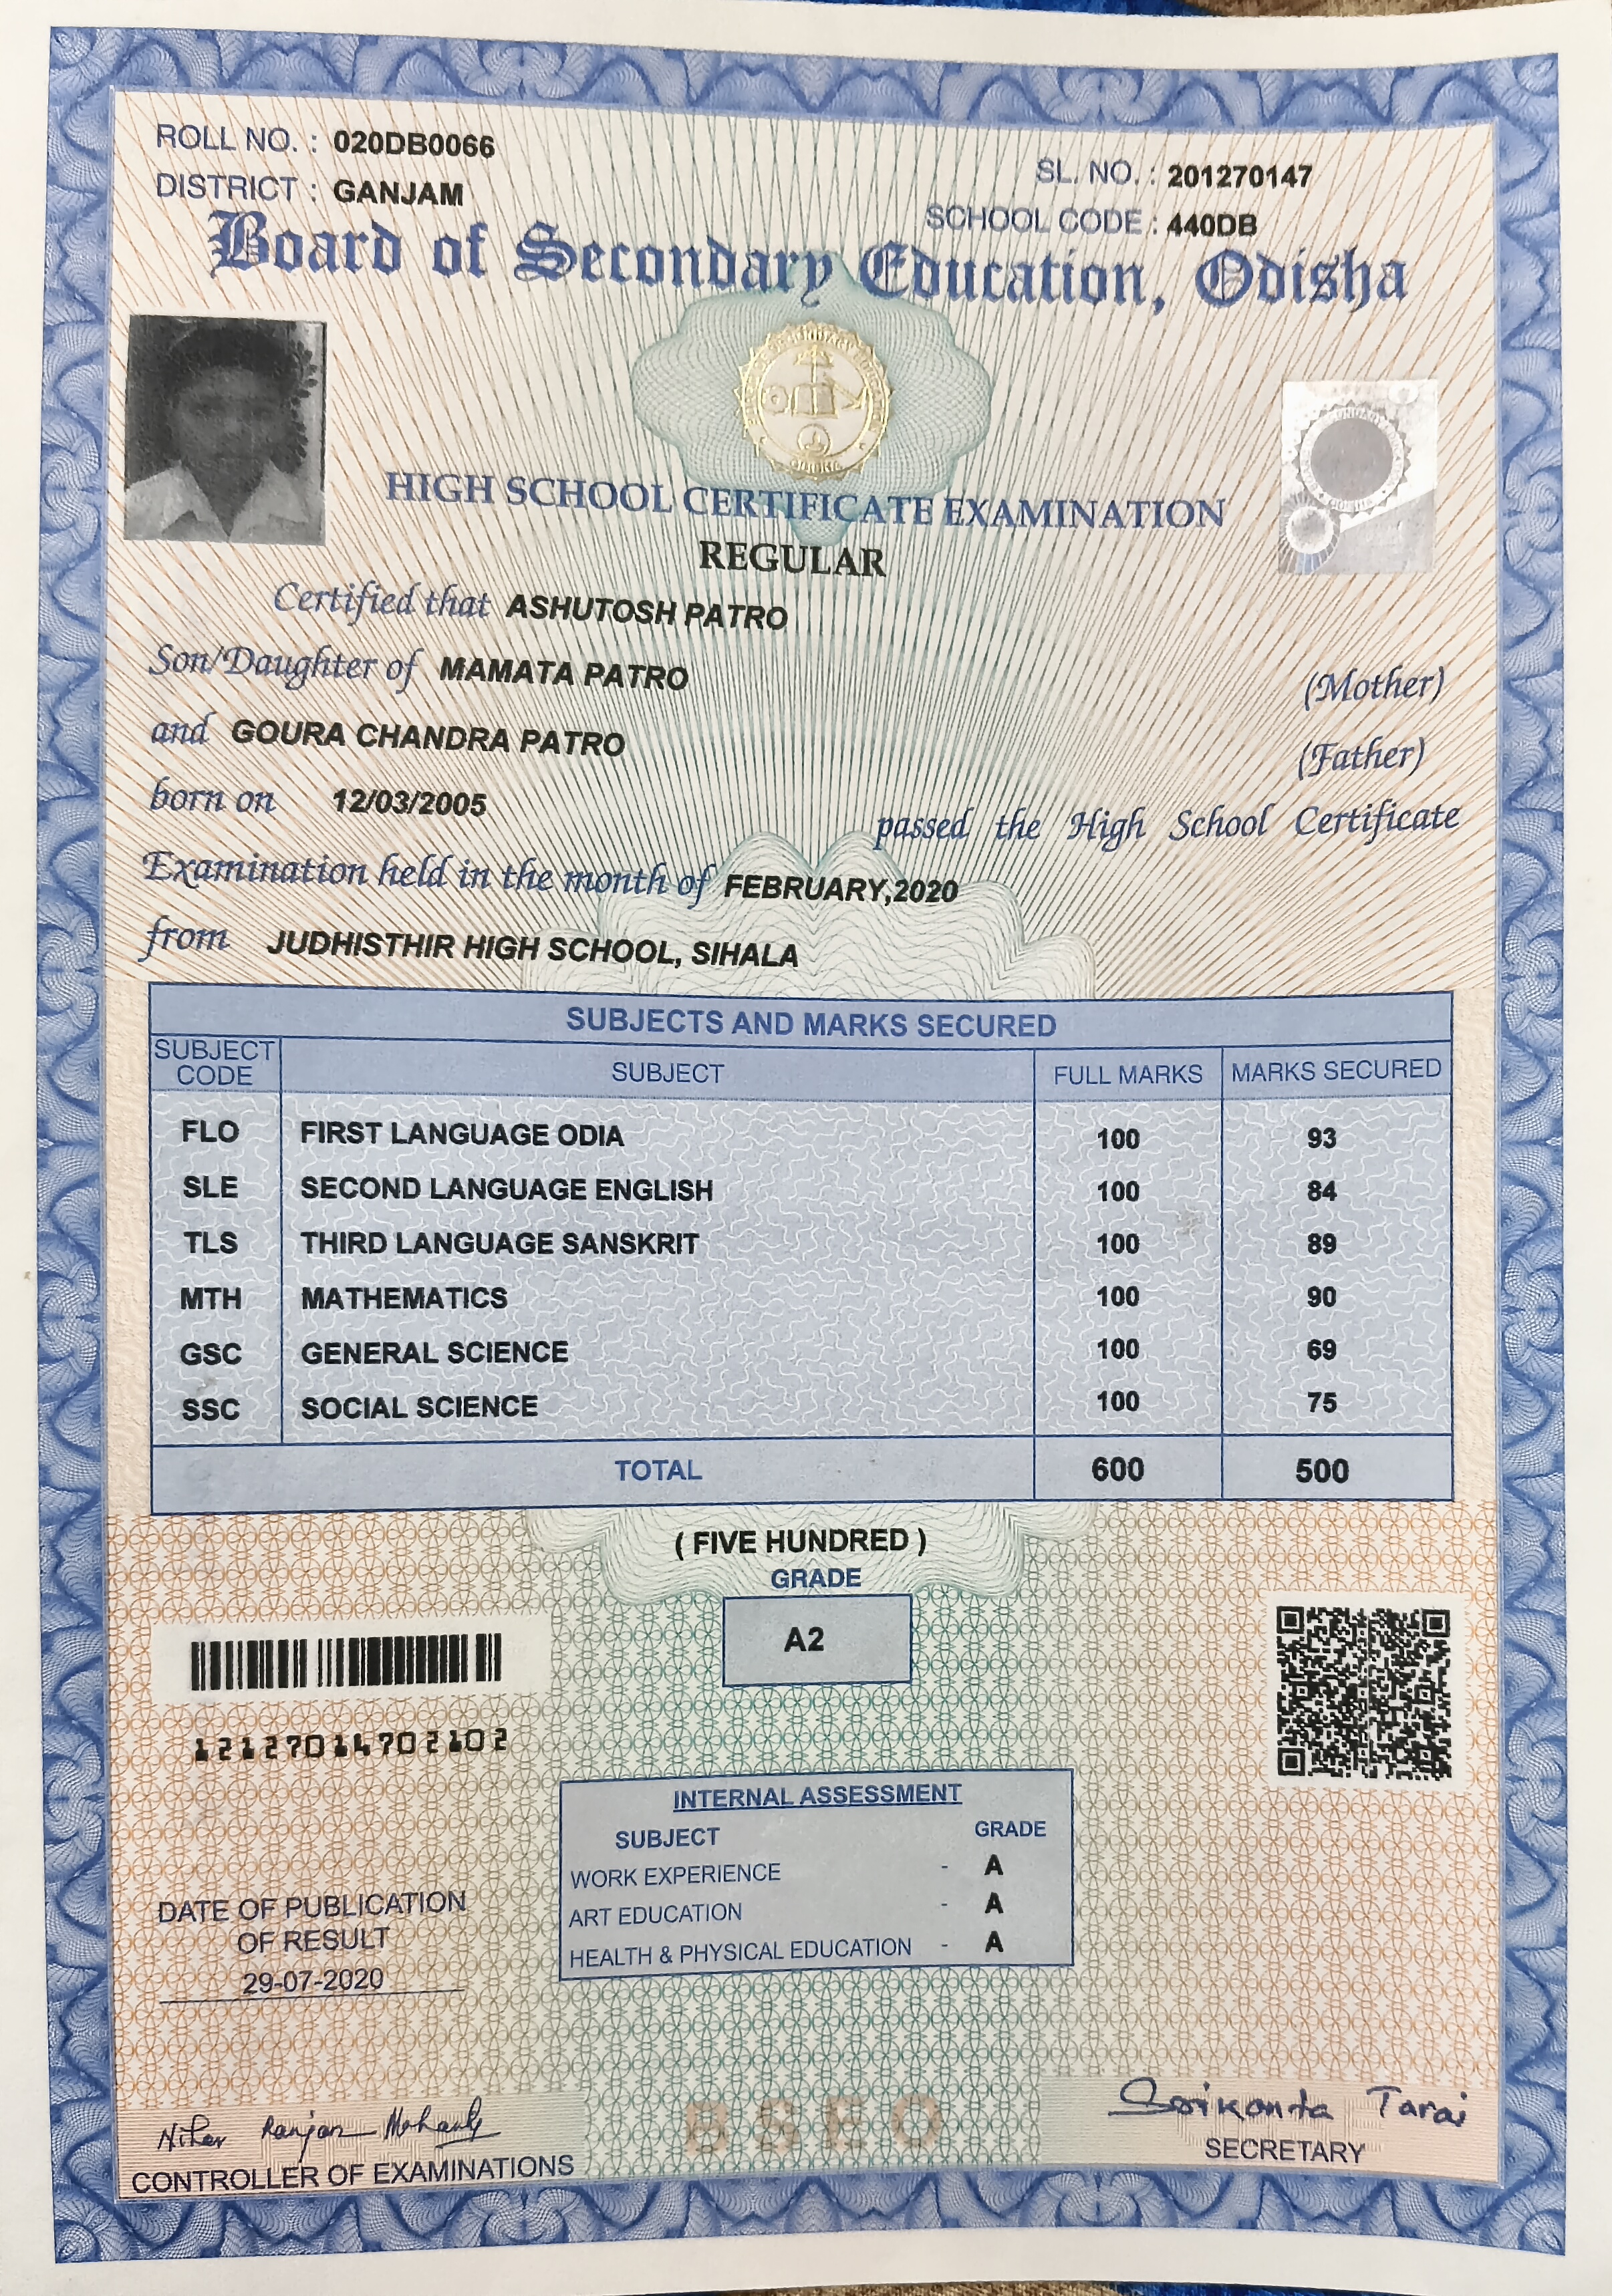 ROLL NO. : 020DB0066
SL. NO. : 201270147
DISTRICT : GANJAM
SCHOOL CODE : 440DB
Board of Secondary Education, Odisha
HIGH SCHOOL CERTIFICATE EXAMINATION
REGULAR
Certified that ASHUTOSH PATRO
Son/Daughter of MAMATA PATRO (Mother)
and GOURA CHANDRA PATRO (Father)
born on 12/03/2005 passed the High School Certificate
Examination held in the month of FEBRUARY,2020
from JUDHISTHIR HIGH SCHOOL, SIHALA
SUBJECTS AND MARKS SECURED
SUBJECT CODE SUBJECT FULL MARKS MARKS SECURED
FLO FIRST LANGUAGE ODIA 100 93
SLE SECOND LANGUAGE ENGLISH 100 84
TLS THIRD LANGUAGE SANSKRIT 100 89
MTH MATHEMATICS 100 90
GSC GENERAL SCIENCE 100 69
SSC SOCIAL SCIENCE 100 75
TOTAL 600 500
( FIVE HUNDRED )
GRADE
A2
12127014702102
INTERNAL ASSESSMENT
SUBJECT GRADE
WORK EXPERIENCE - A
ART EDUCATION - A
HEALTH & PHYSICAL EDUCATION - A
DATE OF PUBLICATION
OF RESULT
29-07-2020
BSEO
Nihar Ranjan Mohanty
CONTROLLER OF EXAMINATIONS
Srikanta Tarai
SECRETARY